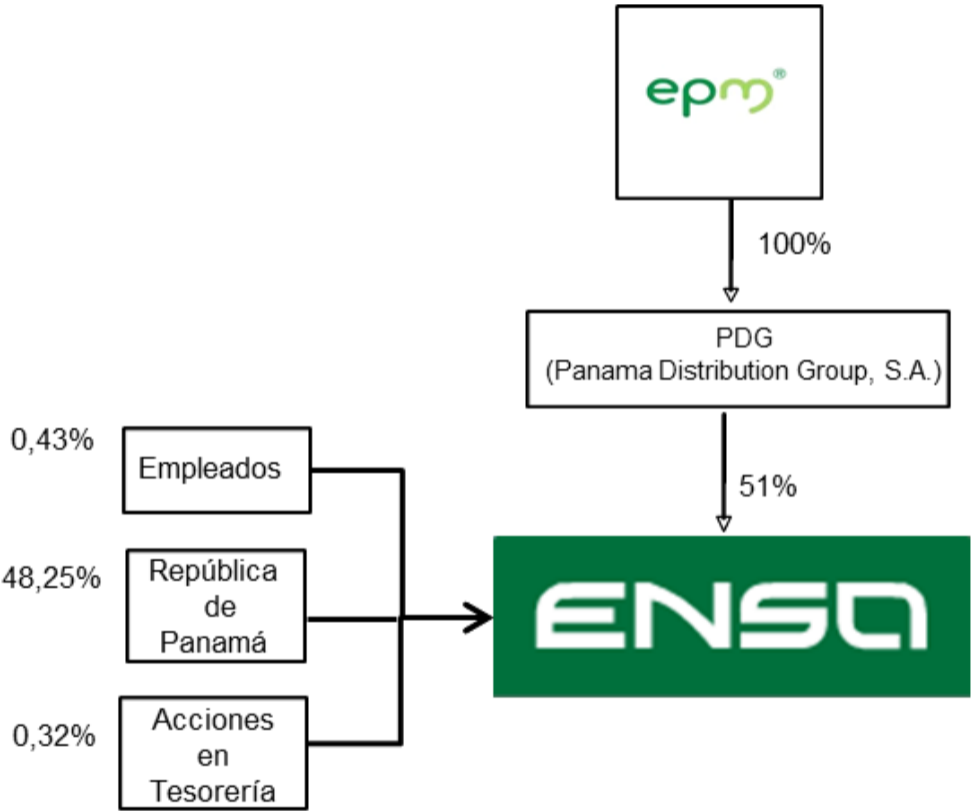 epm®
100%
PDG
(Panama Distribution Group, S.A.)
51%
0,43%
Empleados
48,25%
República
de
Panamá
0,32%
Acciones
en
Tesorería
ENSA